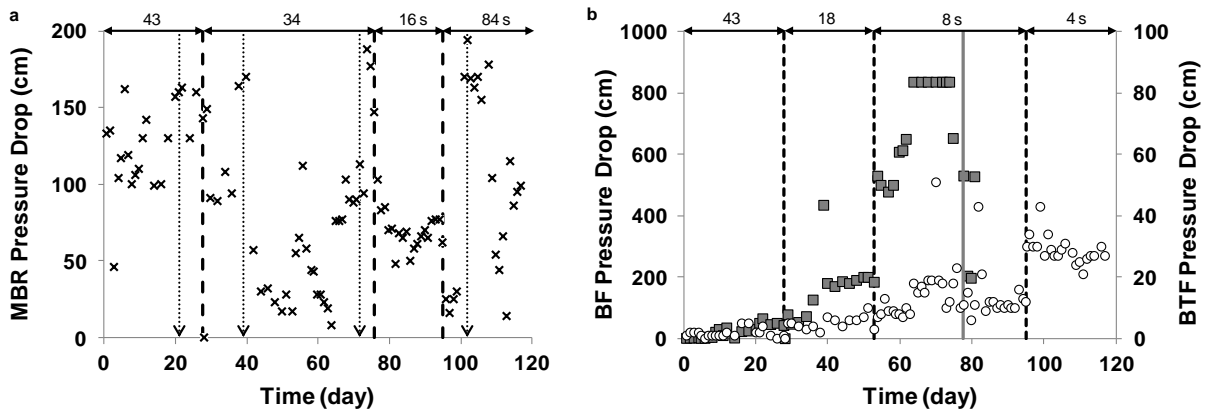 a
43 34 16 s 84 s
200
150
100
50
0
MBR Pressure Drop (cm)
0 20 40 60 80 100 120
Time (day)
b
43 18 8 s 4 s
1000
800
600
400
200
0
BF Pressure Drop (cm)
100
80
60
40
20
0
BTF Pressure Drop (cm)
0 20 40 60 80 100 120
Time (day)